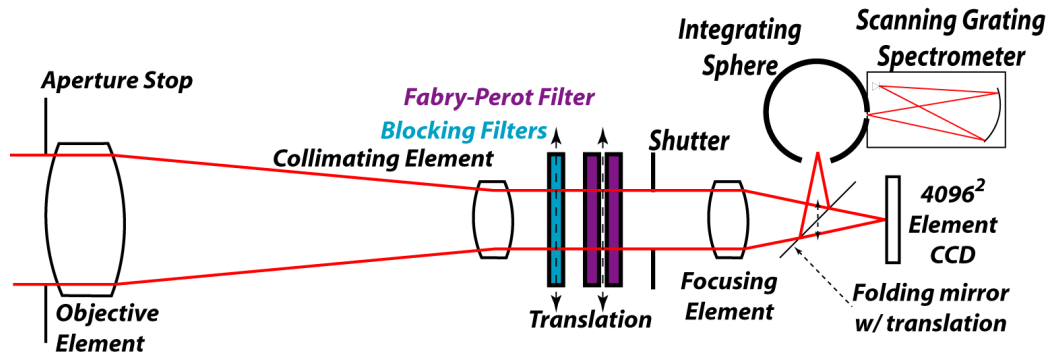 Aperture Stop
Fabry-Perot Filter
Blocking Filters
Collimating Element
Shutter
Integrating
Sphere
Scanning Grating
Spectrometer
4096²
Element
CCD
Objective
Element
Translation
Focusing
Element
Folding mirror
w/ translation